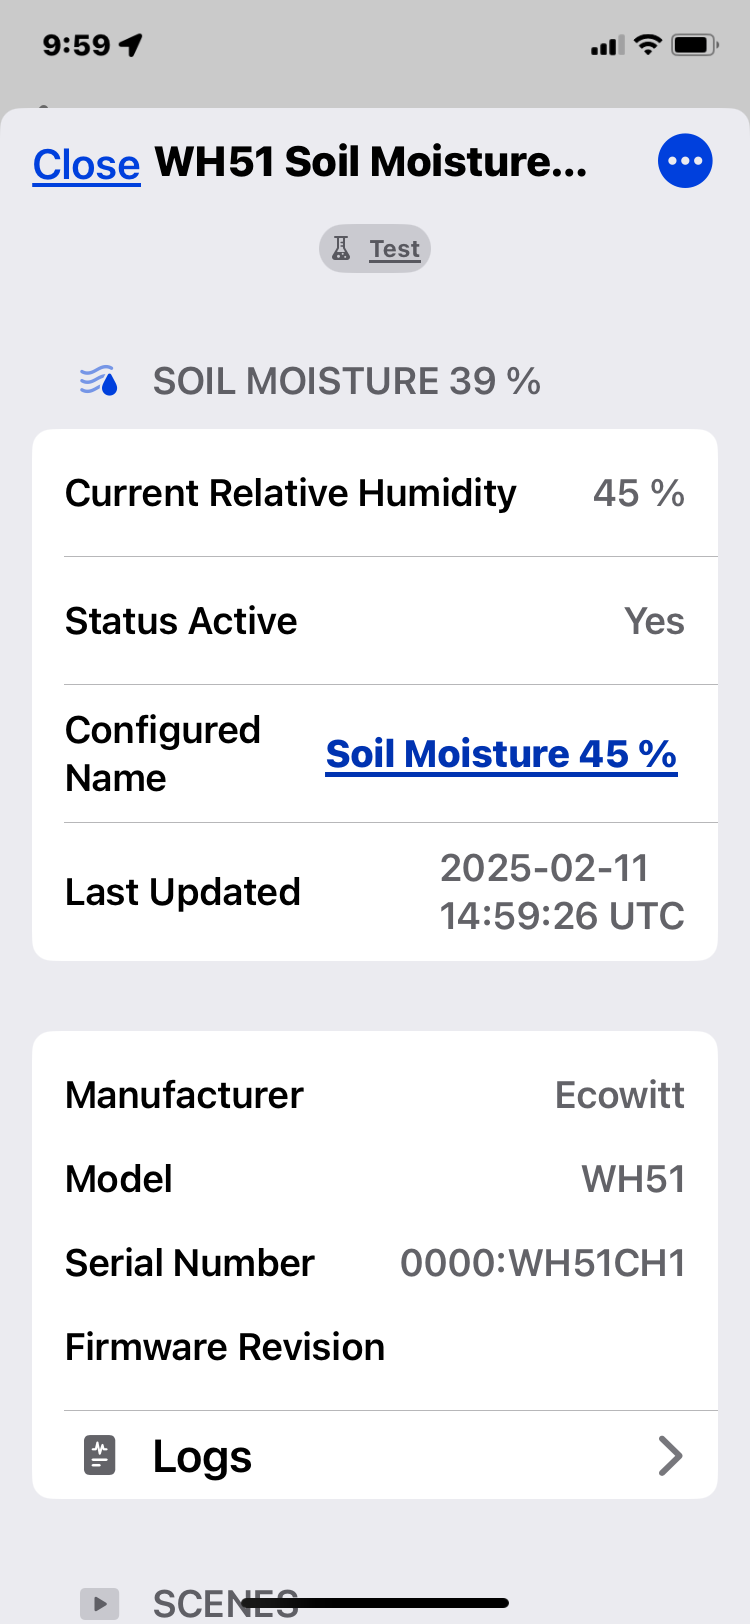 9:59
Close WH51 Soil Moisture...
Test
SOIL MOISTURE 39 %
Current Relative Humidity 45 %
Status Active Yes
Configured
Name
Soil Moisture 45 %
Last Updated
2025-02-11
14:59:26 UTC
Manufacturer Ecowitt
Model WH51
Serial Number 0000:WH51CH1
Firmware Revision
Logs
SCENES